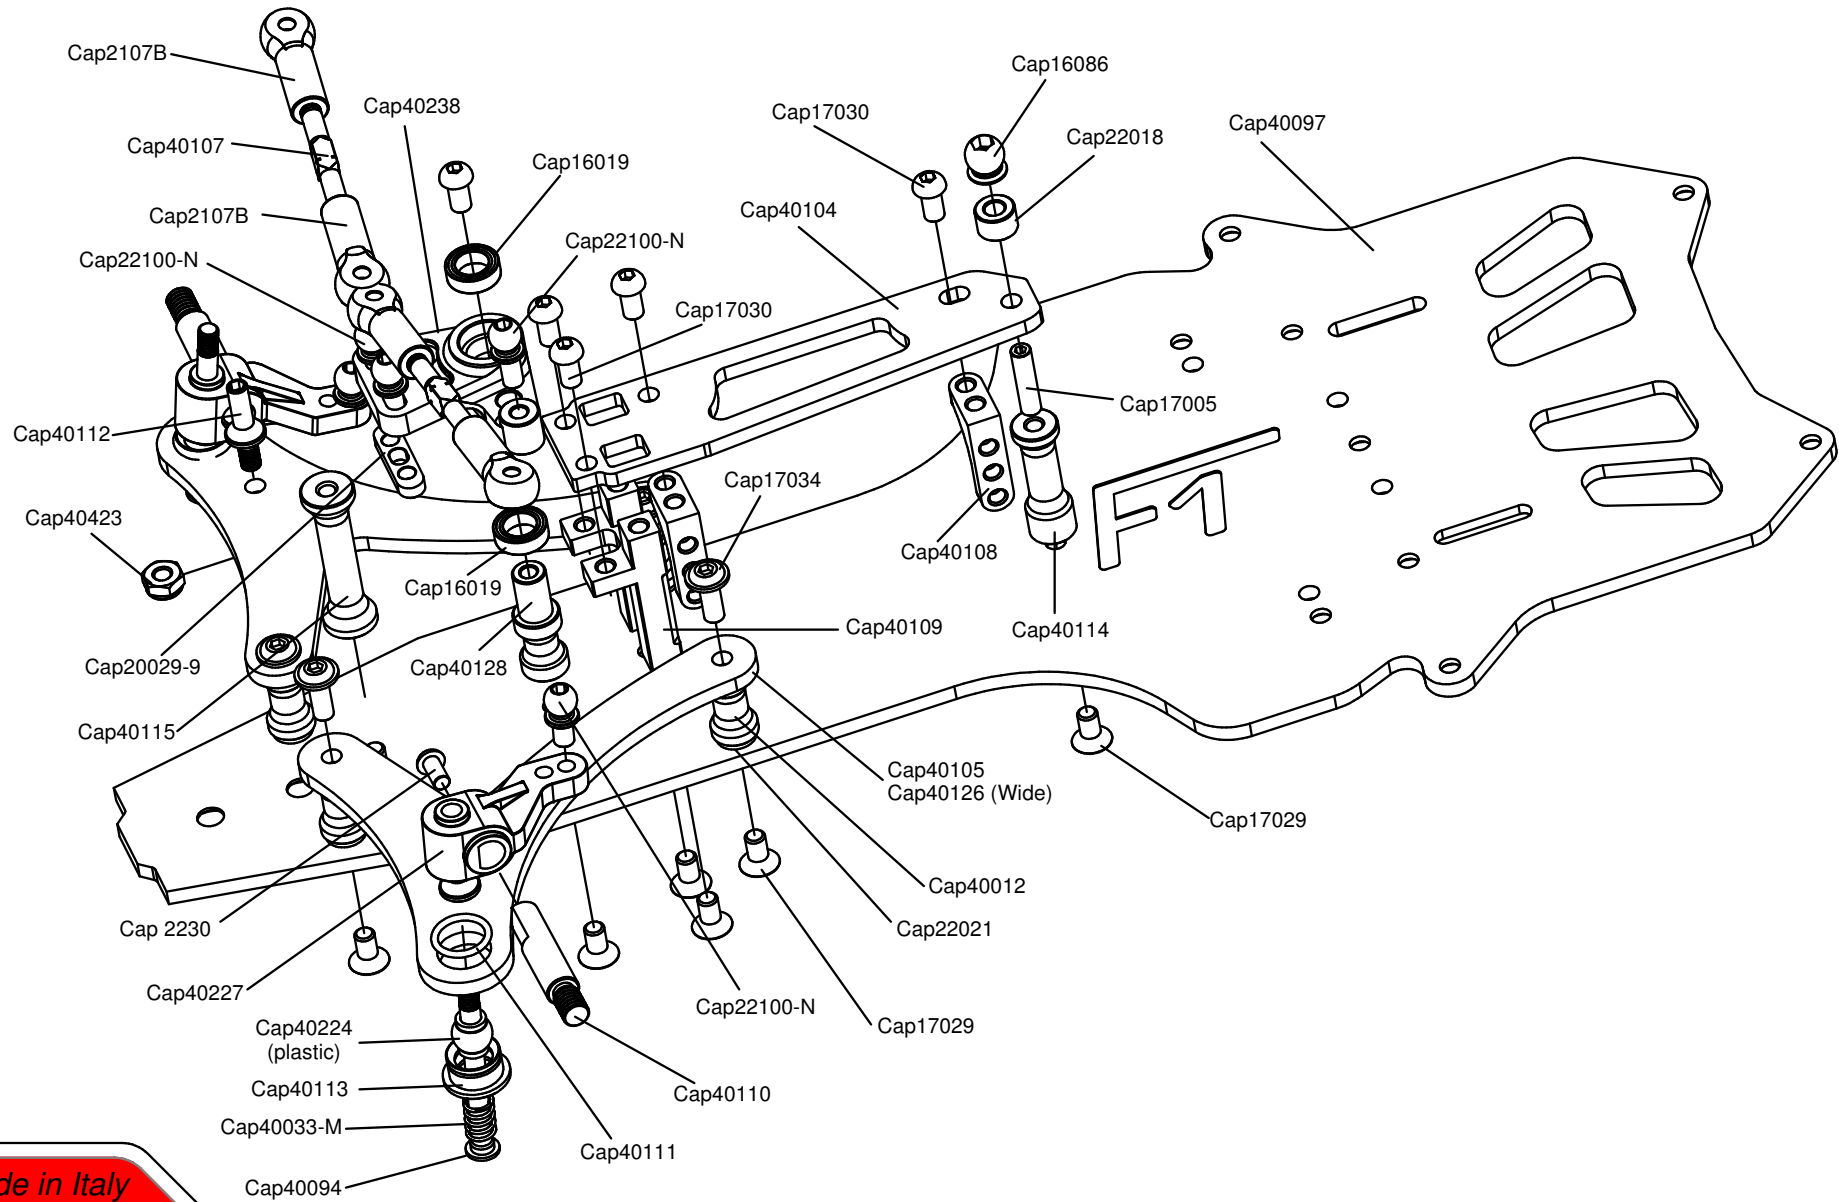 Cap2107B
Cap16086
Cap40238
Cap17030
Cap40097
Cap22018
Cap40107
Cap16019
Cap40104
Cap2107B
Cap22100-N
Cap22100-N
Cap17030
Cap17005
Cap40112
Cap17034
Cap40423
Cap40108
F1
Cap16019
Cap40109
Cap40114
Cap20029-9
Cap40128
Cap40115
Cap40105
Cap40126 (Wide)
Cap17029
Cap40012
Cap 2230
Cap22021
Cap40227
Cap22100-N
Cap17029
Cap40224
(plastic)
Cap40113
Cap40110
Cap40033-M
Cap40111
Cap40094
de in Italy